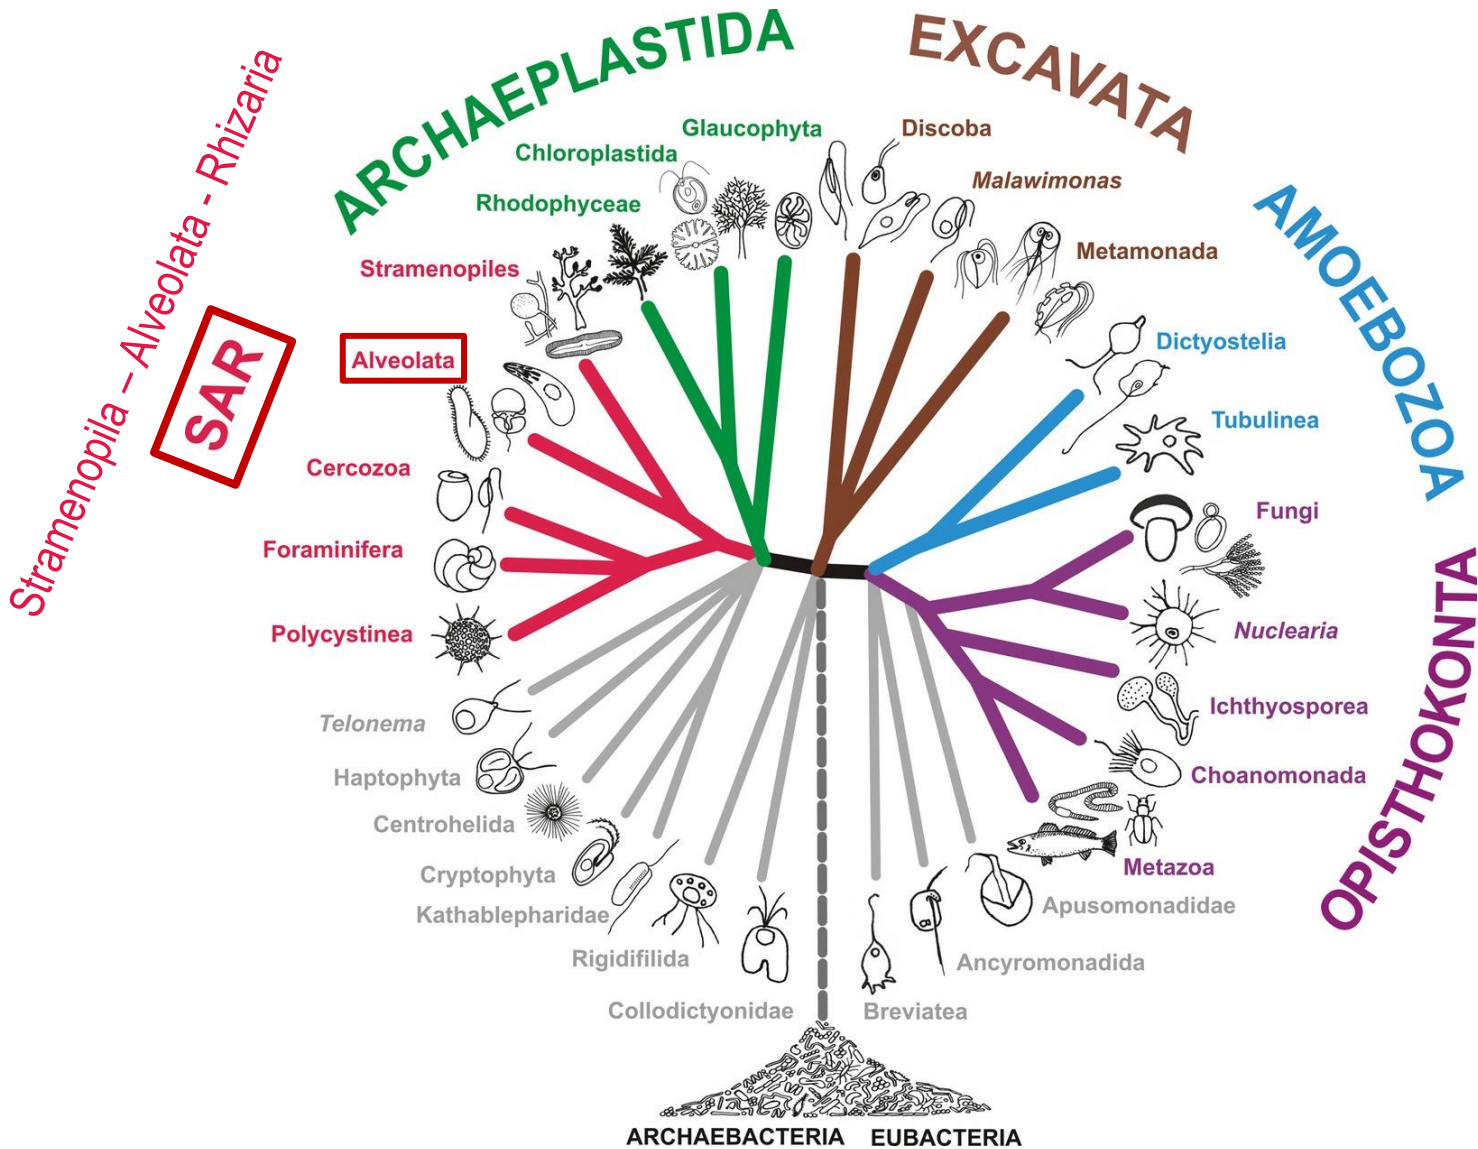 ARCHAEPLASTIDA
EXCAVATA
AMOEBOZOA
OPISTHOKONTA
Stramenopila – Alveolata - Rhizaria
SAR
Glaucophyta
Chloroplastida
Rhodophyceae
Stramenopiles
Alveolata
Cercozoa
Foraminifera
Polycystinea
Telonema
Haptophyta
Centrohelida
Cryptophyta
Kathablepharidae
Rigidifilida
Collodictyonidae
Discoba
Malawimonas
Metamonada
Dictyostelia
Tubulinea
Fungi
Nuclearia
Ichthyosporea
Choanomonada
Metazoa
Apusomonadidae
Ancyromonadida
Breviatea
ARCHAEBACTERIA EUBACTERIA